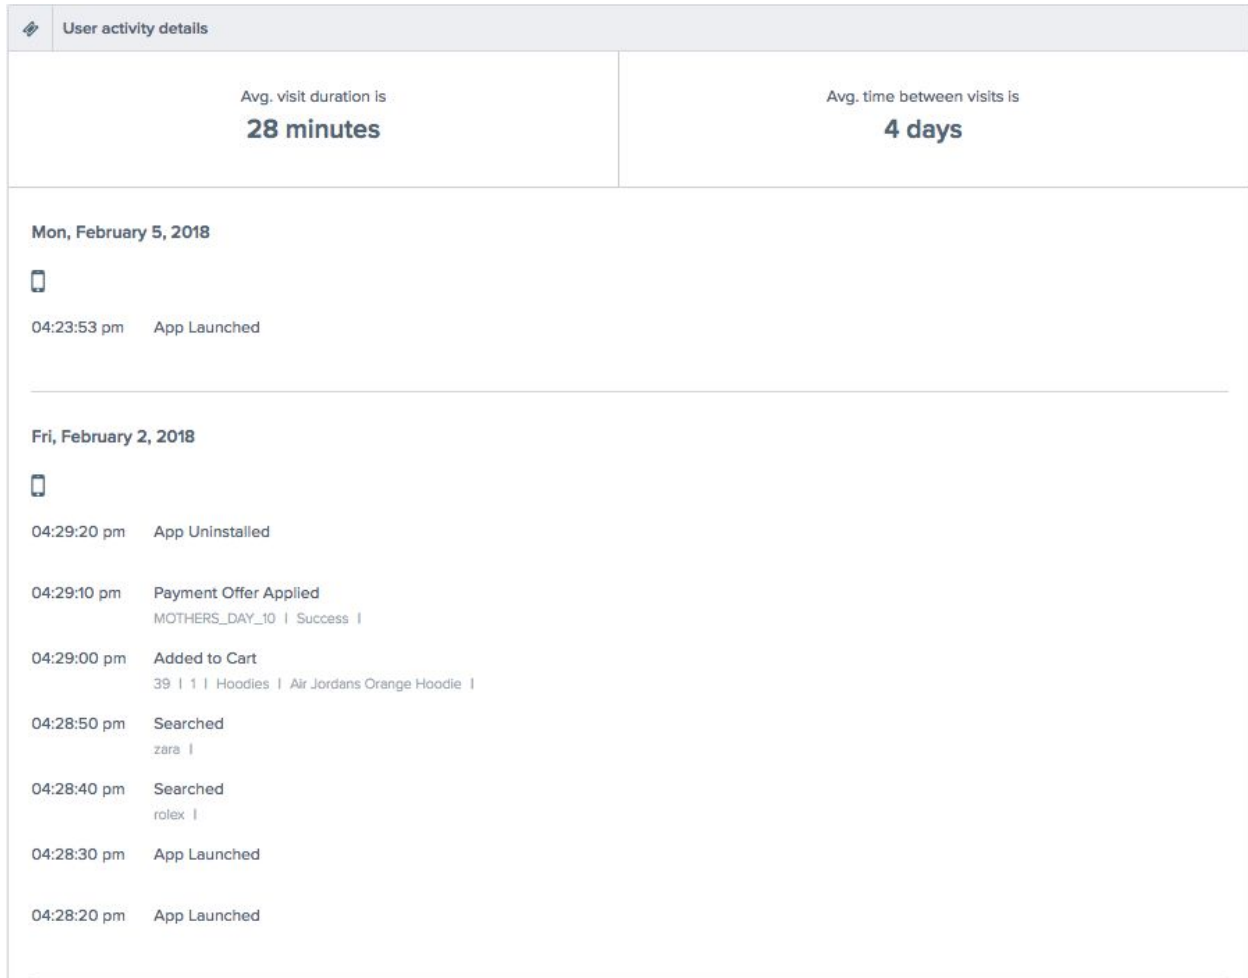 User activity details
Avg. visit duration is
28 minutes
Avg. time between visits is
4 days
Mon, February 5, 2018
04:23:53 pm App Launched
Fri, February 2, 2018
04:29:20 pm App Uninstalled
04:29:10 pm Payment Offer Applied
MOTHERS_DAY_10 | Success |
04:29:00 pm Added to Cart
39 | 1 | Hoodies | Air Jordans Orange Hoodie |
04:28:50 pm Searched
zara |
04:28:40 pm Searched
rolex |
04:28:30 pm App Launched
04:28:20 pm App Launched